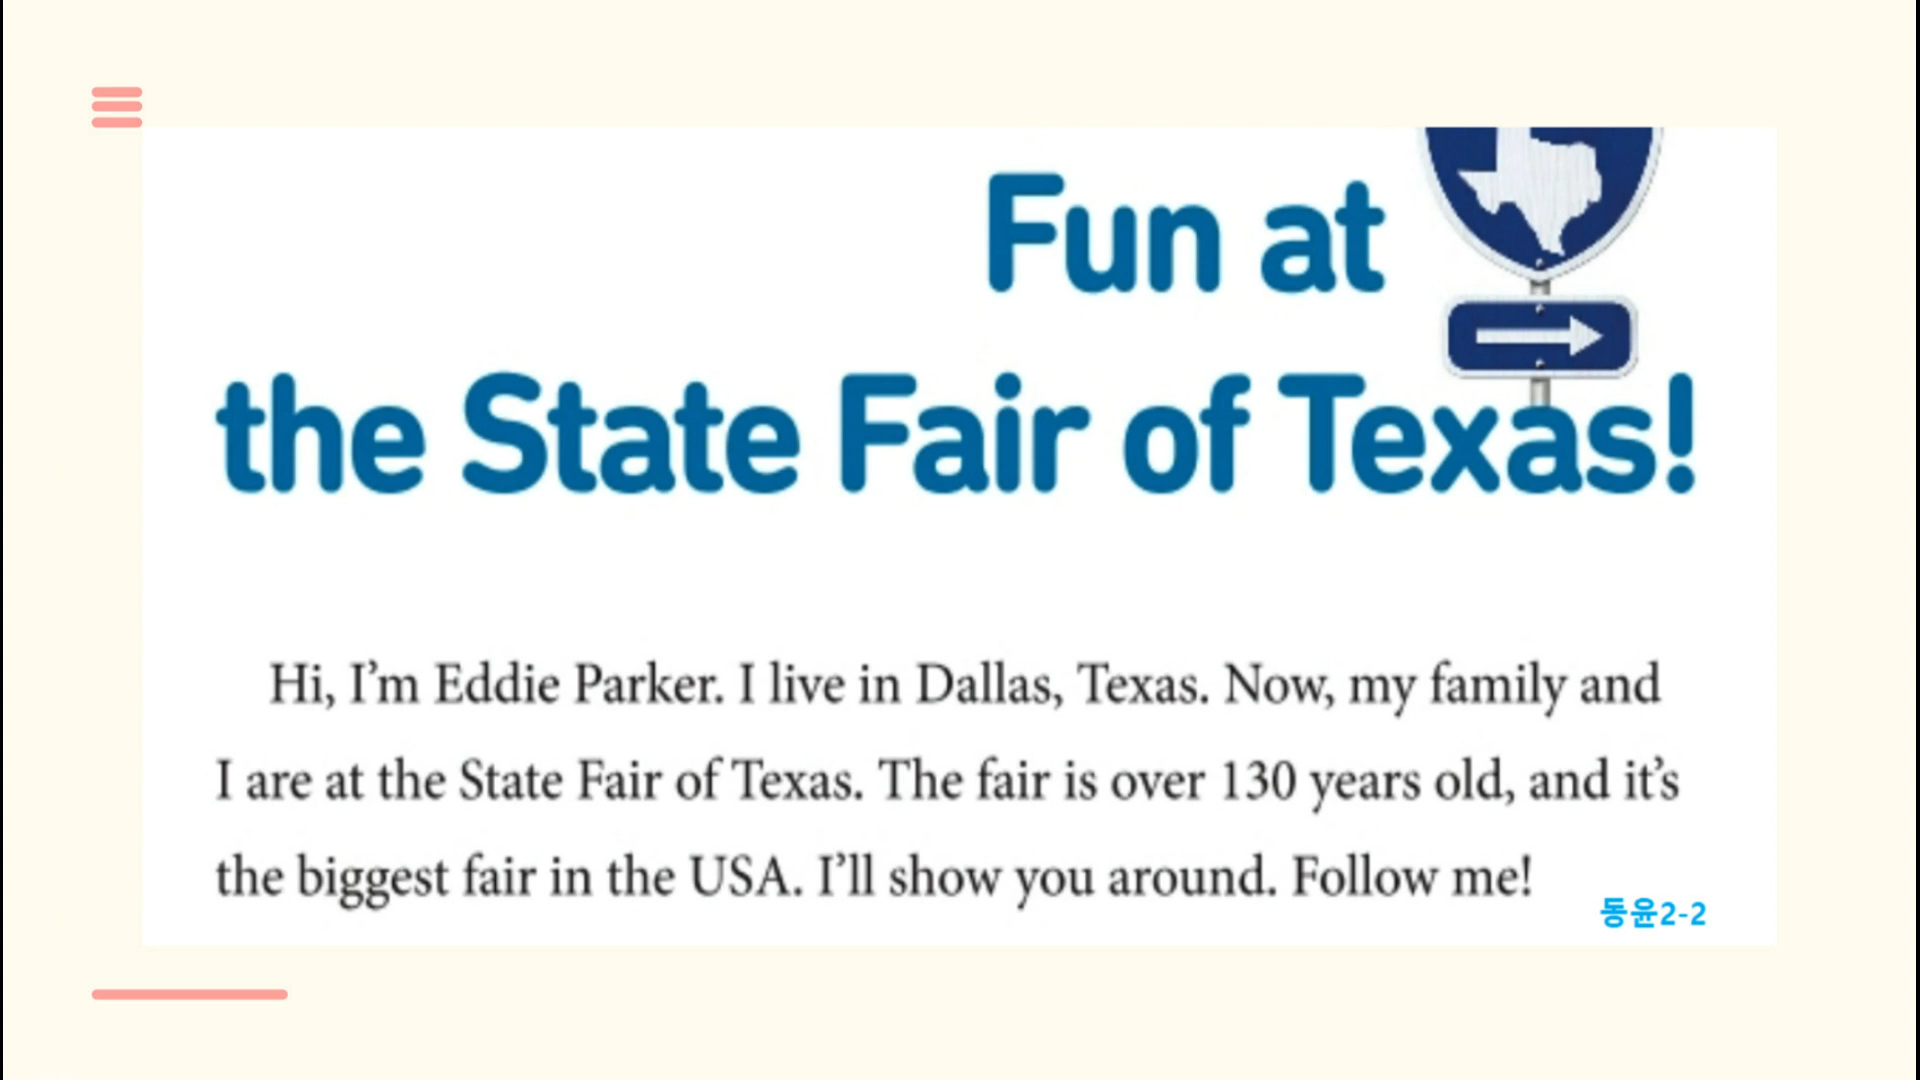 Fun at
the State Fair of Texas!
Hi, I’m Eddie Parker. I live in Dallas, Texas. Now, my family and
I are at the State Fair of Texas. The fair is over 130 years old, and it’s
the biggest fair in the USA. I’ll show you around. Follow me!
동윤2-2